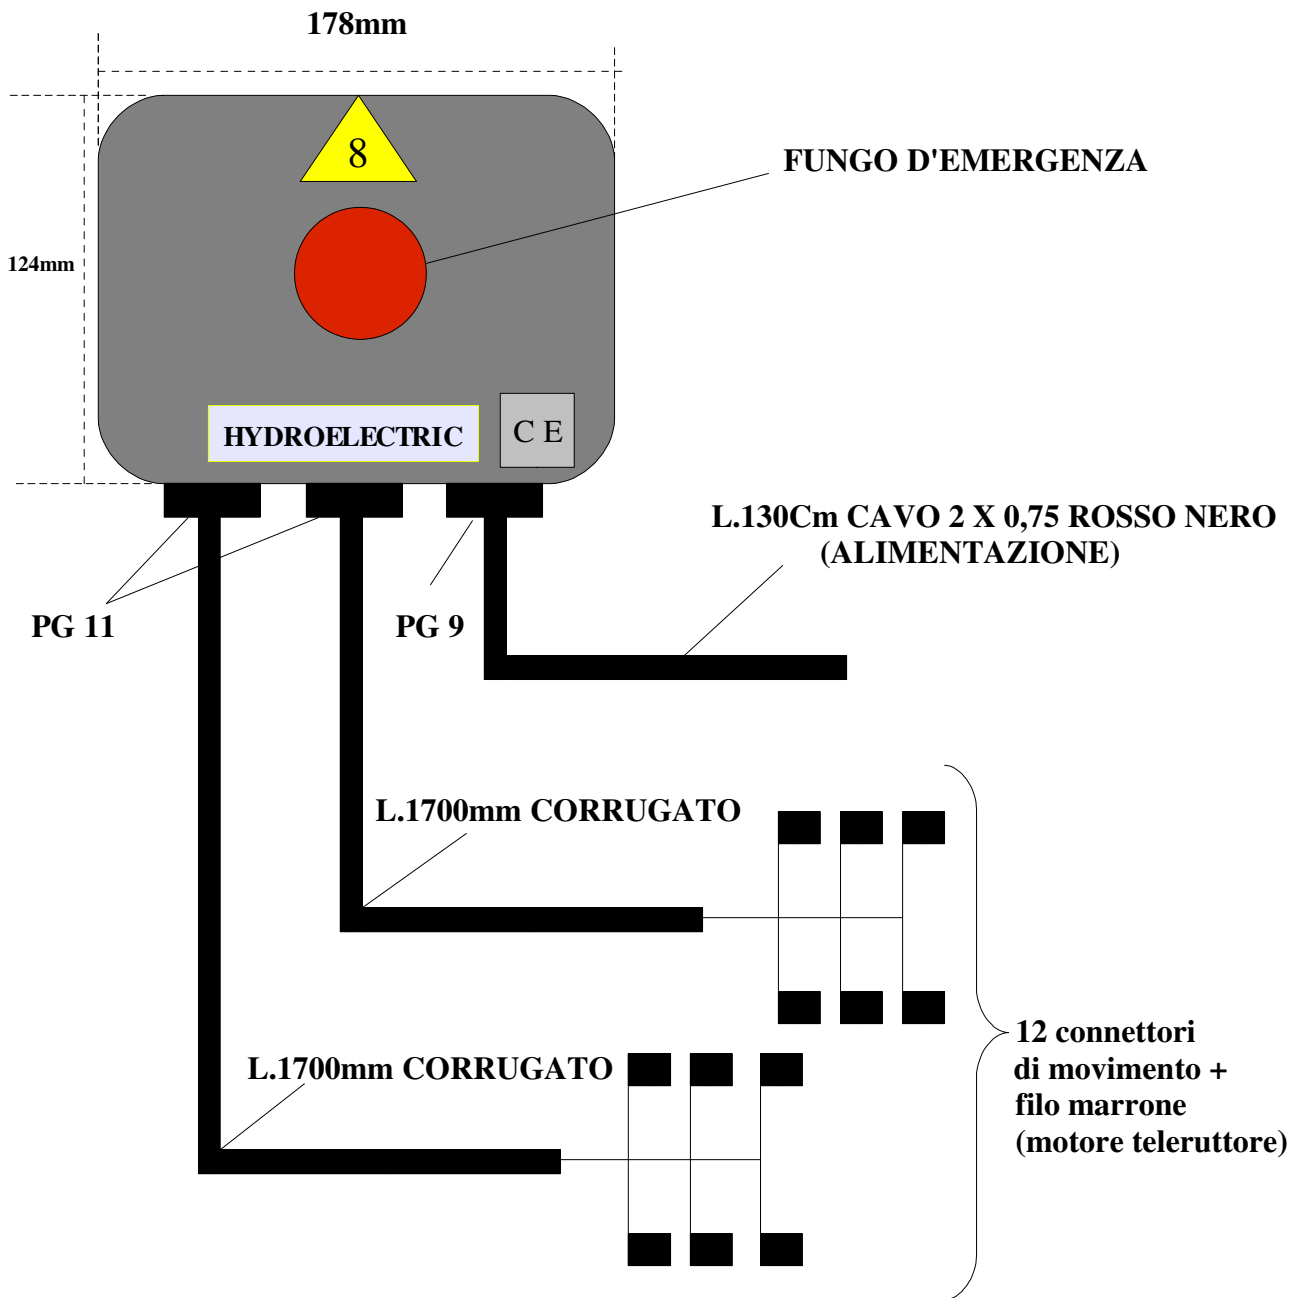 178mm
8
FUNGO D'EMERGENZA
124mm
HYDROELECTRIC
C E
L.130Cm CAVO 2 X 0,75 ROSSO NERO
(ALIMENTAZIONE)
PG 11
PG 9
L.1700mm CORRUGATO
12 connettori
di movimento +
filo marrone
(motore teleruttore)
L.1700mm CORRUGATO